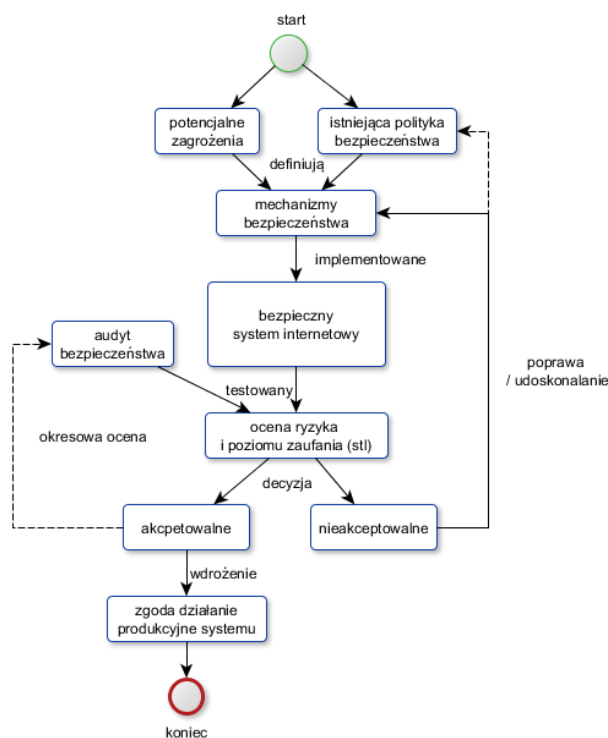 start
potencjalne
zagrożenia
istniejąca polityka
bezpieczeństwa
definiują
mechanizmy
bezpieczeństwa
implementowane
bezpieczny
system internetowy
audyt
bezpieczeństwa
poprawa
/ udoskonalanie
testowany
okresowa ocena
ocena ryzyka
i poziomu zaufania (stl)
decyzja
akcpetowalne
nieakceptowalne
wdrożenie
zgoda działanie
produkcyjne systemu
koniec